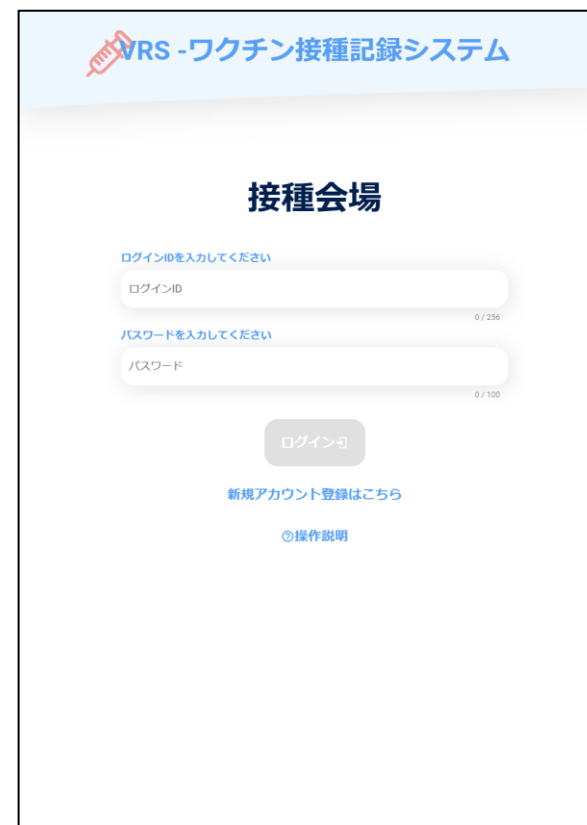 VRS -ワクチン接種記録システム
接種会場
ログインIDを入力してください
ログインID
0 / 256
パスワードを入力してください
パスワード
0 / 100
ログイン
新規アカウント登録はこちら
?操作説明